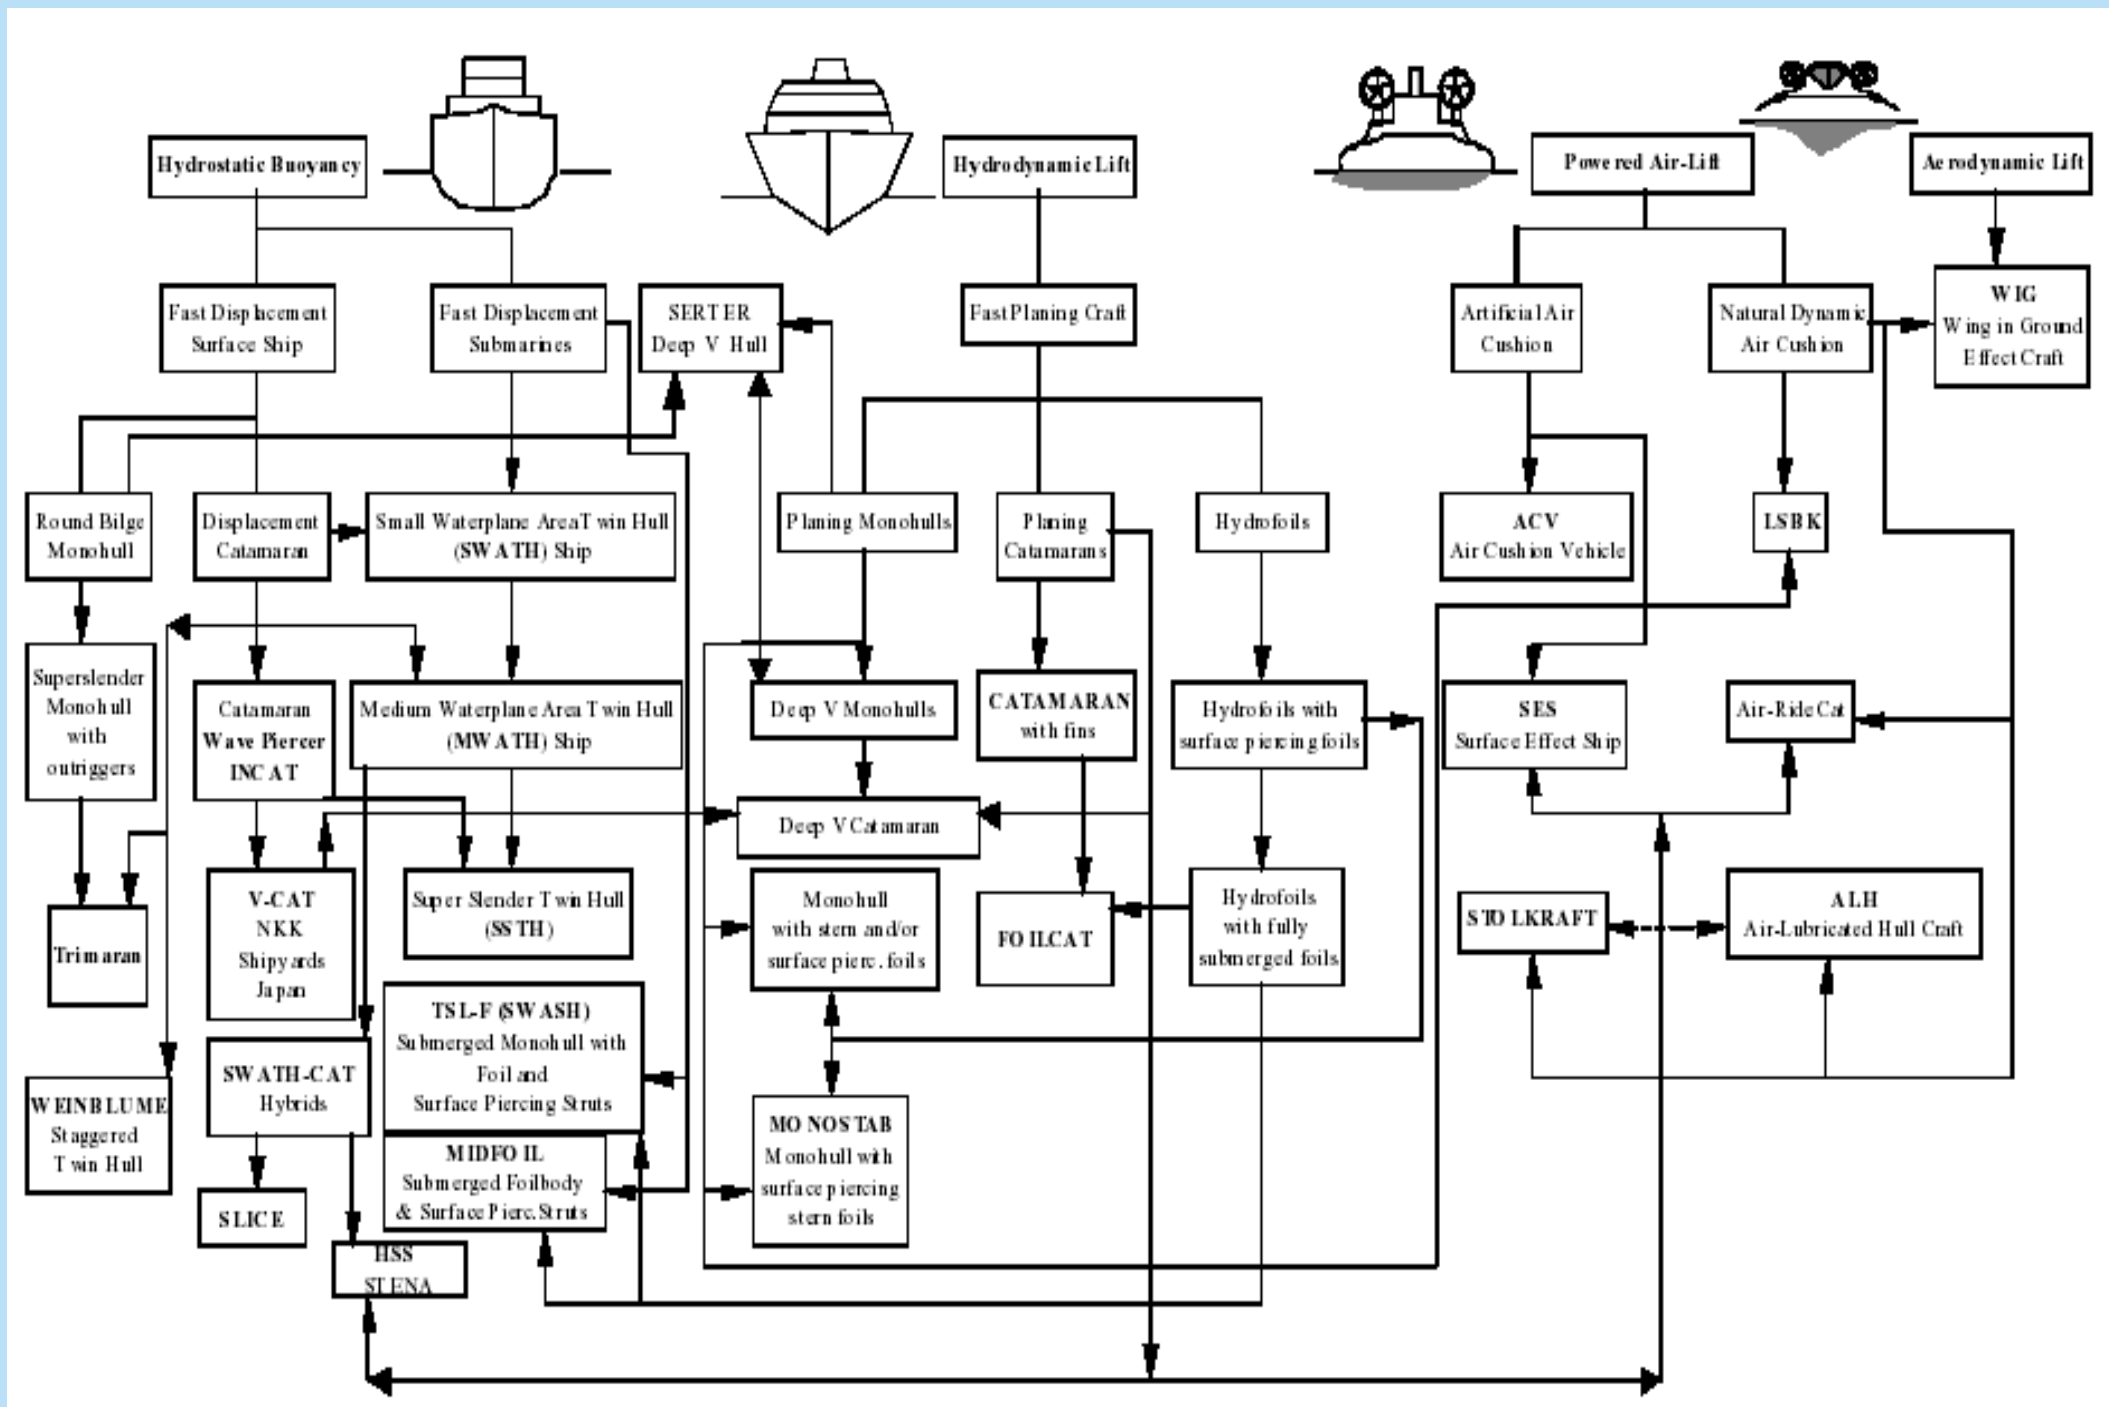 Hydrostatic Buoyancy
Hydrodynamic Lift
Powered Air-Lift
Aerodynamic Lift
Fast Displacement
Surface Ship
Fast Displacement
Submarines
SERTER
Deep V Hull
Fast Planing Craft
Artificial Air
Cushion
Natural Dynamic
Air Cushion
WIG
Wing in Ground
Effect Craft
Round Bilge
Monohull
Displacement
Catamaran
Small Waterplane Area Twin Hull
(SWATH) Ship
Planing Monohulls
Planing
Catamarans
Hydrofoils
ACV
Air Cushion Vehicle
LSBK
Superslender
Monohull
with
outriggers
Catamaran
Wave Piercer
INCAT
Medium Waterplane Area Twin Hull
(MWATH) Ship
Deep V Monohulls
CATAMARAN
with fins
Hydrofoils with
surface piercing foils
SES
Surface Effect Ship
Air-Ride Cat
Deep V Catamaran
Trimaran
V-CAT
NKK
Shipyards
Japan
Super Slender Twin Hull
(SSTH)
Monohull
with stern and/or
surface pierc. foils
FOILCAT
Hydrofoils
with fully
submerged foils
STOLKRAFT
ALH
Air-Lubricated Hull Craft
WEINBLUME
Staggered
Twin Hull
SWATH-CAT
Hybrids
TSL-F (SWASH)
Submerged Monohull with
Foil and
Surface Piercing Struts
MIDFOIL
Submerged Foilbody
& Surface Pierc. Struts
MONOSTAB
Monohull with
surface piercing
stern foils
SLICE
HSS
STENA